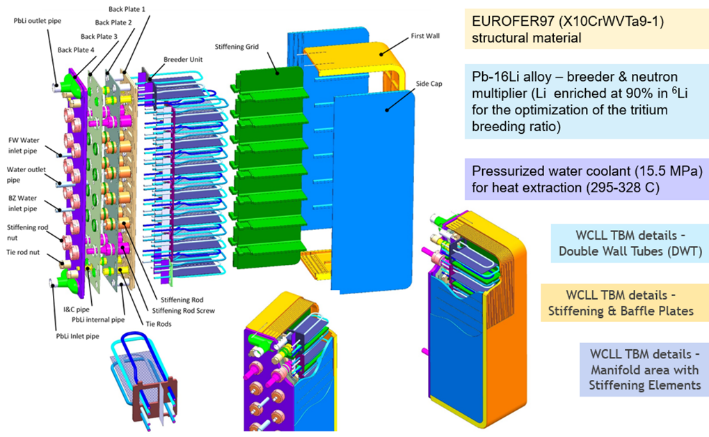 Back Plate 1
Back Plate 2
PbLi outlet pipe
Back Plate 3
Back Plate 4
Breeder Unit
Stiffening Grid
First Wall
Side Cap
FW Water
inlet pipe
Water outlet
pipe
BZ Water
inlet pipe
Stiffening rod
nut
Tie rod nut
I&C pipe
PbLi internal pipe
PbLi Inlet pipe
Tie Rods
Stiffening Rod
Stiffening Rod Screw
EUROFER97 (X10CrWVTa9-1)
structural material
Pb-16Li alloy – breeder & neutron
multiplier (Li enriched at 90% in ⁶Li
for the optimization of the tritium
breeding ratio)
Pressurized water coolant (15.5 MPa)
for heat extraction (295-328 C)
WCLL TBM details –
Double Wall Tubes (DWT)
WCLL TBM details –
Stiffening & Baffle Plates
WCLL TBM details –
Manifold area with
Stiffening Elements